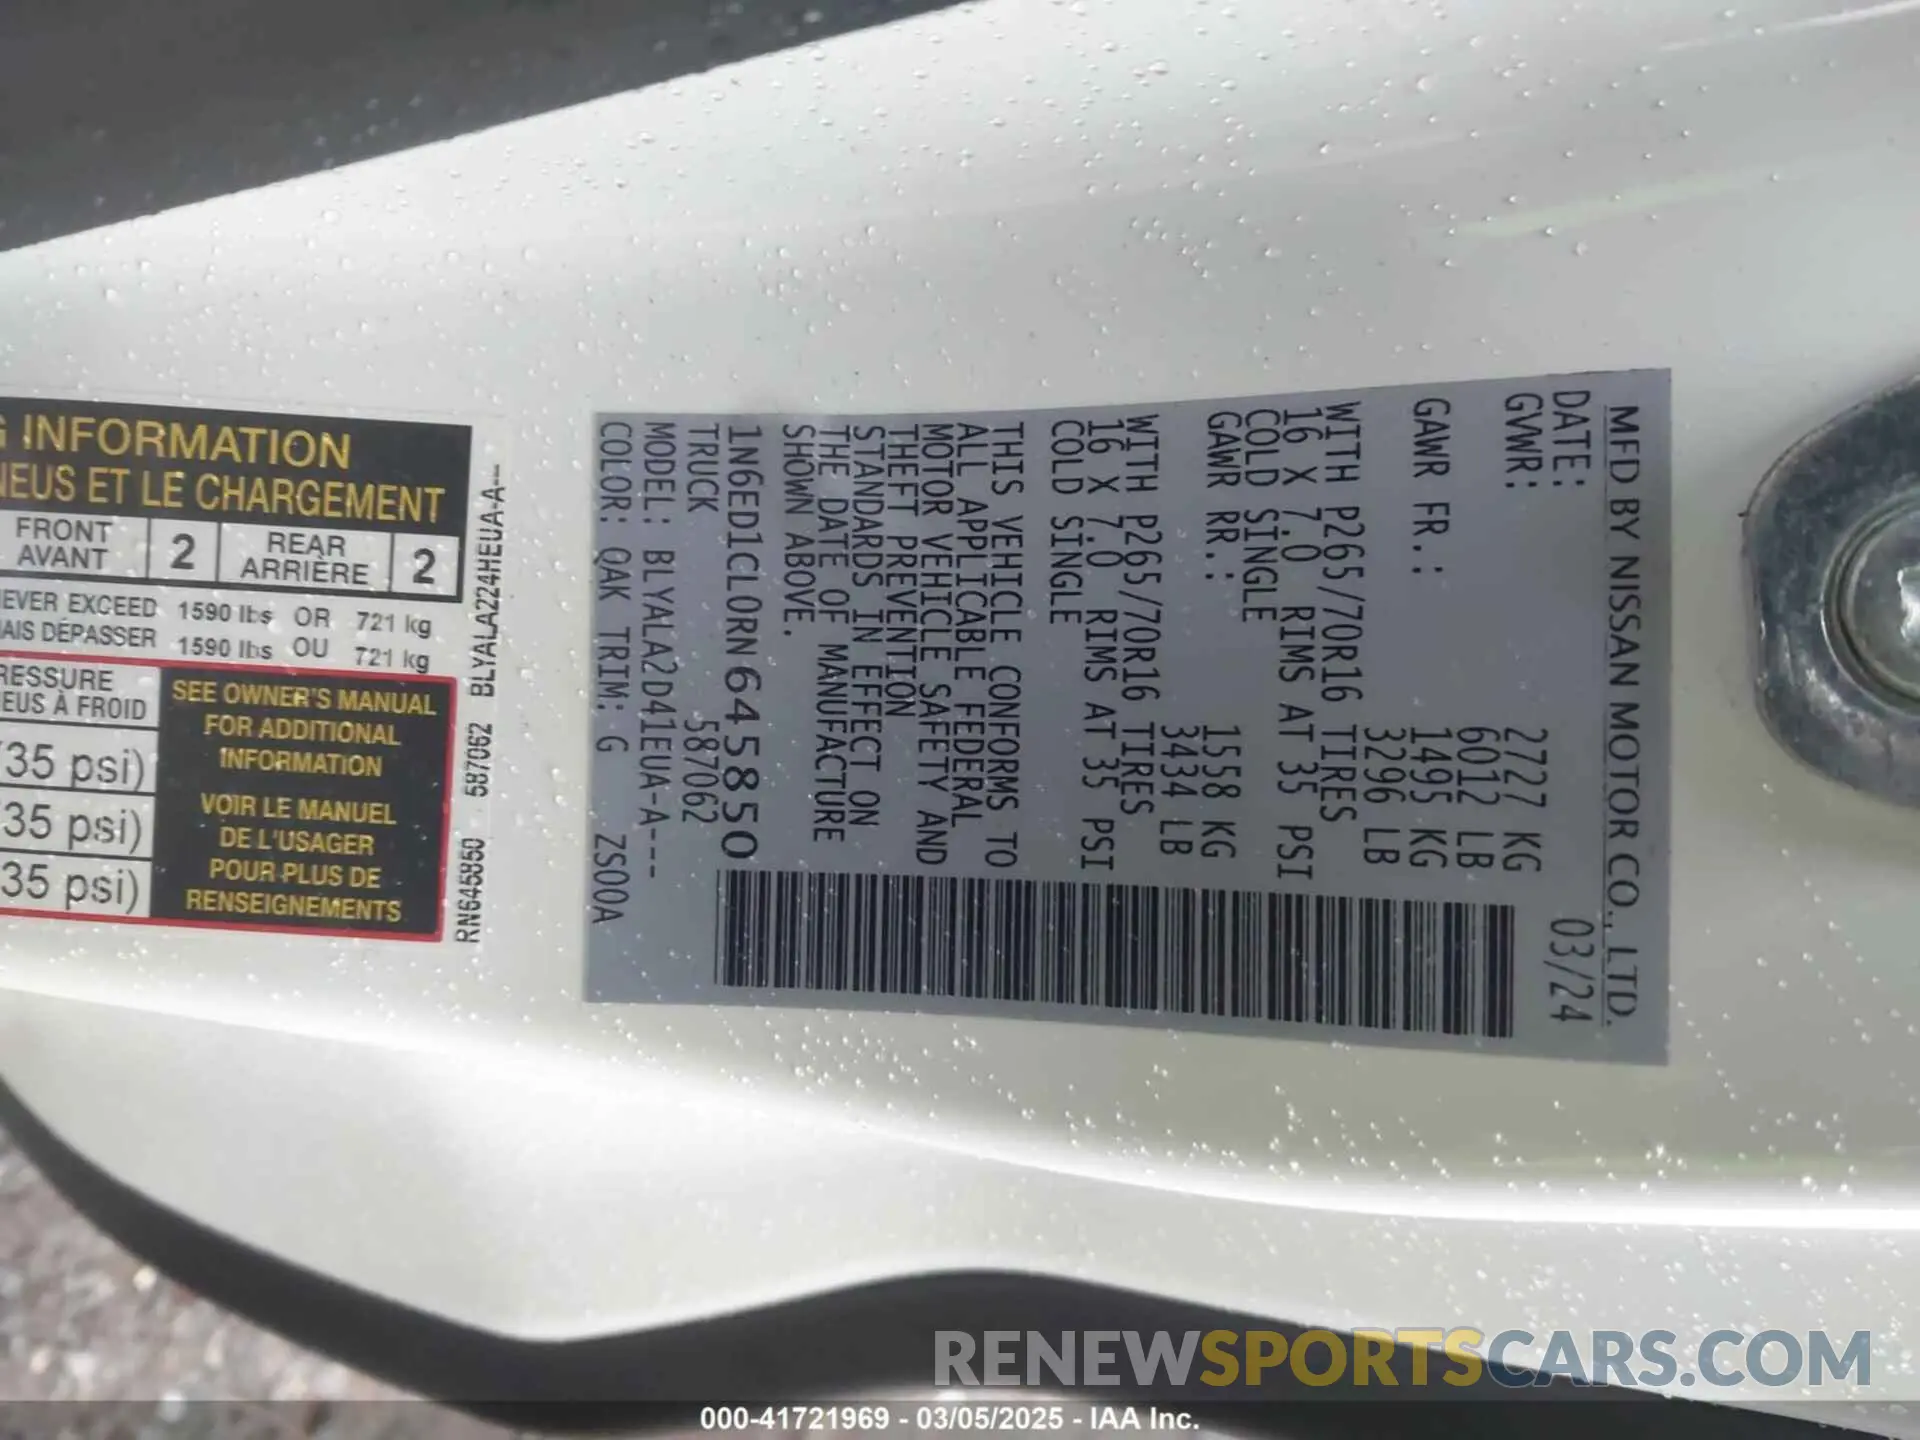 G INFORMATION
NEUS ET LE CHARGEMENT
FRONT
AVANT
2
REAR
ARRIÈRE
2
NEVER EXCEED 1590 lbs OR 721 kg
MAIS DÉPASSER 1590 lbs OU 721 kg
RESSURE
EUS À FROID
35 psi)
35 psi)
35 psi)
SEE OWNER'S MANUAL
FOR ADDITIONAL
INFORMATION
VOIR LE MANUEL
DE L'USAGER
POUR PLUS DE
RENSEIGNEMENTS
RN645850 587062 BLYALA224HEUA-A--
MFD BY NISSAN MOTOR CO., LTD.
DATE: 03/24
GVWR: 2727 KG
6012 LB
GAWR FR.: 1495 KG
3296 LB
WITH P265/70R16 TIRES
16 X 7.0 RIMS AT 35 PSI
COLD SINGLE
GAWR RR.: 1558 KG
3434 LB
WITH P265/70R16 TIRES
16 X 7.0 RIMS AT 35 PSI
COLD SINGLE
THIS VEHICLE CONFORMS TO
ALL APPLICABLE FEDERAL
MOTOR VEHICLE SAFETY AND
THEFT PREVENTION
STANDARDS IN EFFECT ON
THE DATE OF MANUFACTURE
SHOWN ABOVE.
1N6ED1CL0RN645850
TRUCK 587062
MODEL: BLYALA2D41EUA-A---
COLOR: QAK TRIM: G ZS00A
RENEWSPORTSCARS.COM
000-41721969 - 03/05/2025 - IAA Inc.